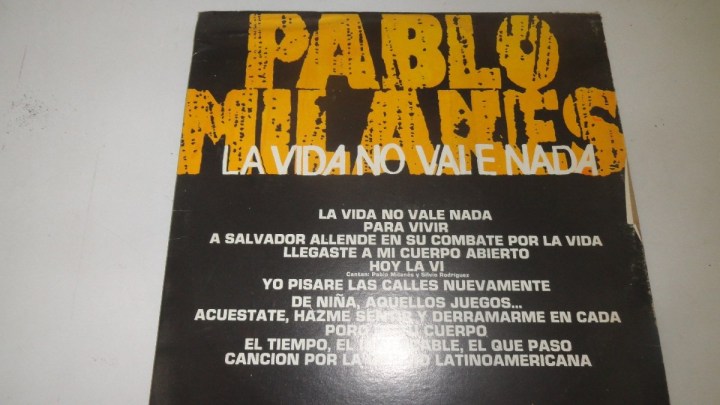 PABLO
MILANES
LA VIDA NO VALE NADA
LA VIDA NO VALE NADA
PARA VIVIR
A SALVADOR ALLENDE EN SU COMBATE POR LA VIDA
LLEGASTE A MI CUERPO ABIERTO
HOY LA VI
Cantan: Pablo Milanés y Silvio Rodríguez
YO PISARE LAS CALLES NUEVAMENTE
DE NIÑA, AQUELLOS JUEGOS...
ACUESTATE, HAZME SENTIR Y DERRAMARME EN CADA
PORO DE TU CUERPO
EL TIEMPO, EL EL QUE PASO
CANCION POR LA LATINOAMERICANA